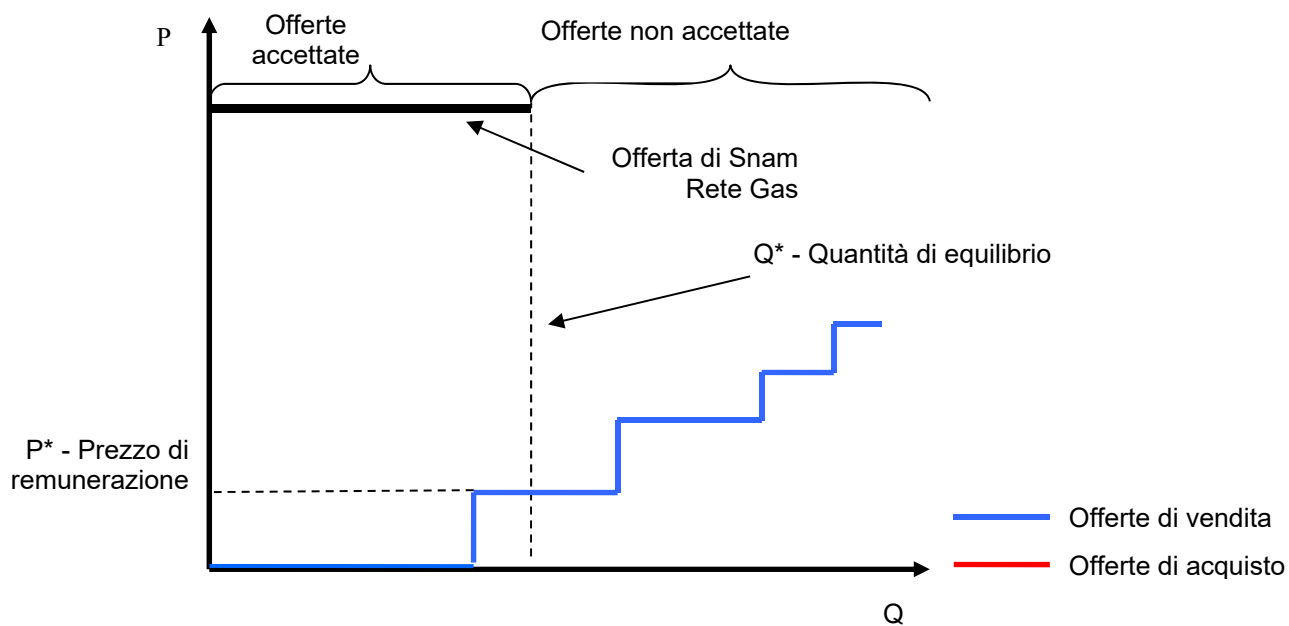 P
Offerte
accettate
Offerte non accettate
Offerta di Snam
Rete Gas
Q* - Quantità di equilibrio
P* - Prezzo di
remunerazione
Offerte di vendita
Offerte di acquisto
Q